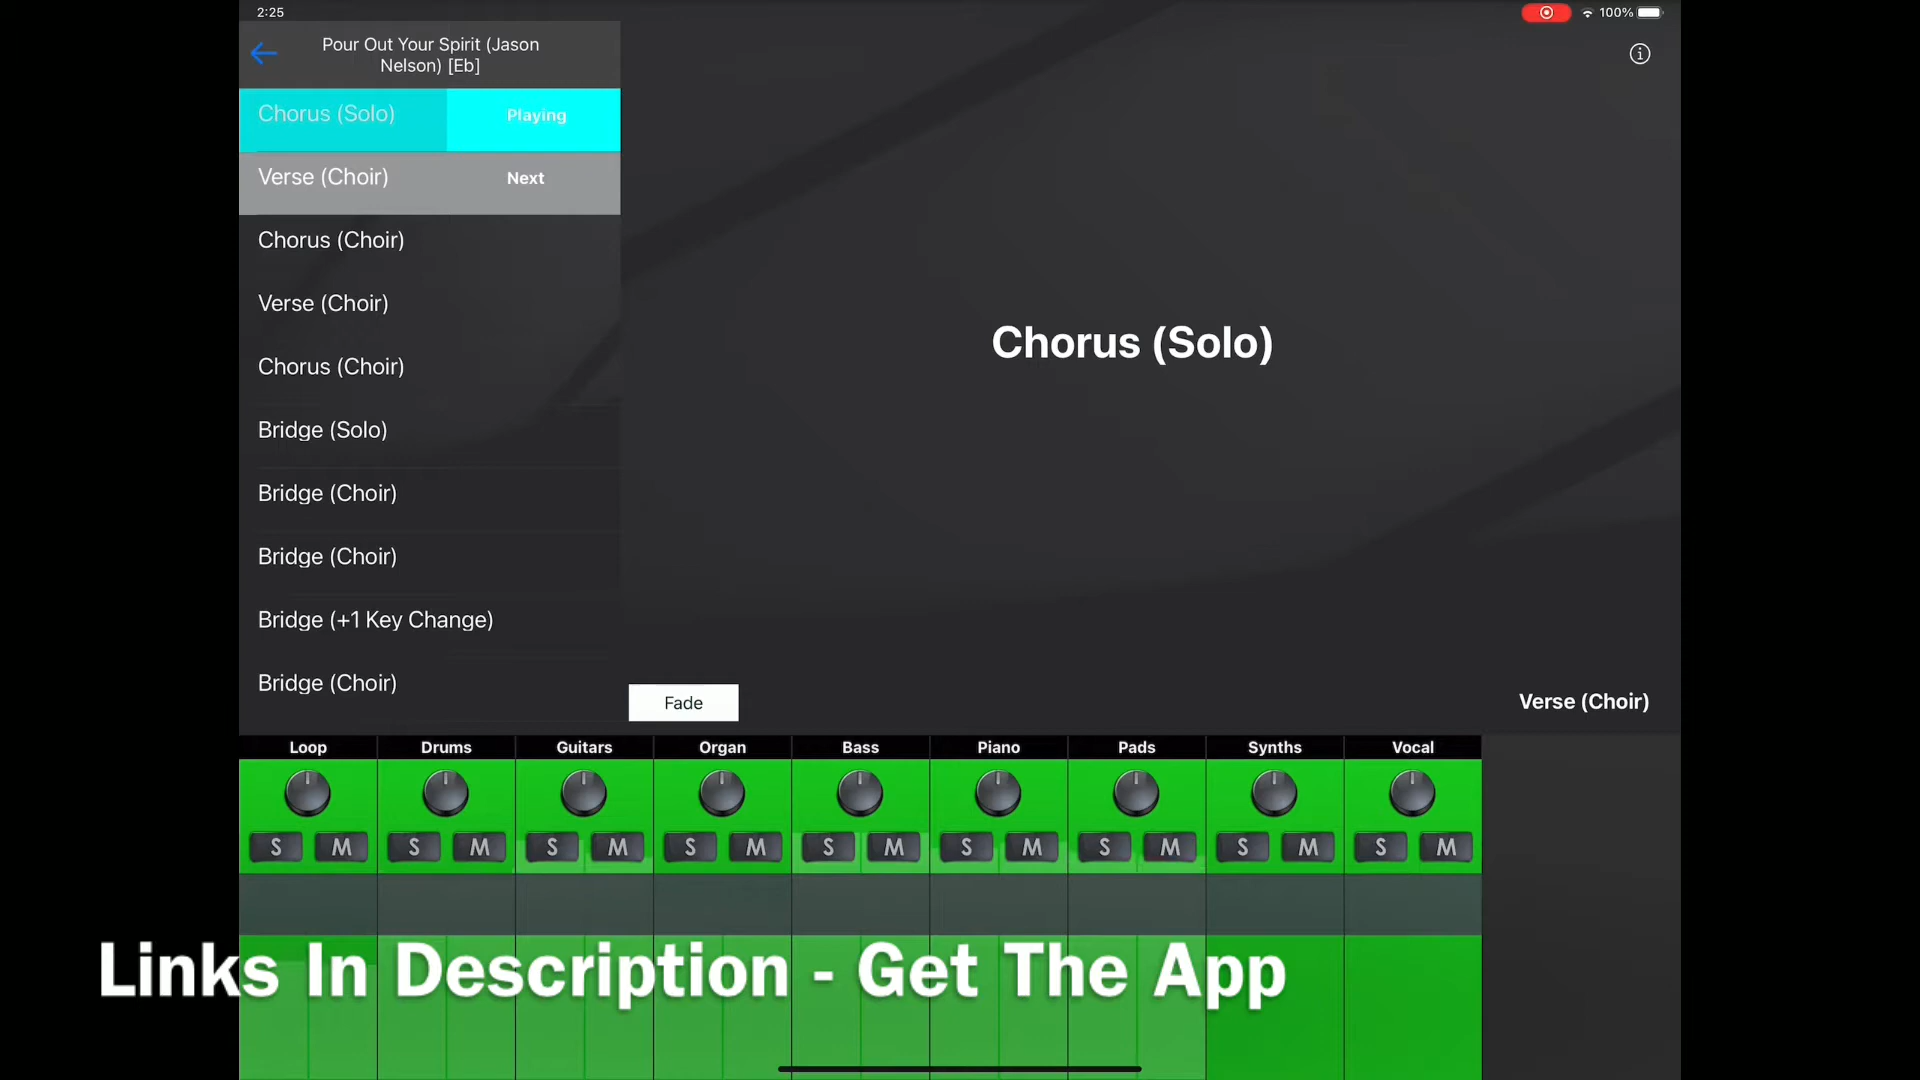 2:25
100%
Pour Out Your Spirit (Jason
Nelson) [Eb]
Chorus (Solo) Playing
Verse (Choir) Next
Chorus (Choir)
Verse (Choir)
Chorus (Choir)
Bridge (Solo)
Bridge (Choir)
Bridge (Choir)
Bridge (+1 Key Change)
Bridge (Choir)
Chorus (Solo)
Fade
Verse (Choir)
Loop Drums Guitars Organ Bass Piano Pads Synths Vocal
S M S M S M S M S M S M S M S M S M
Links In Description - Get The App